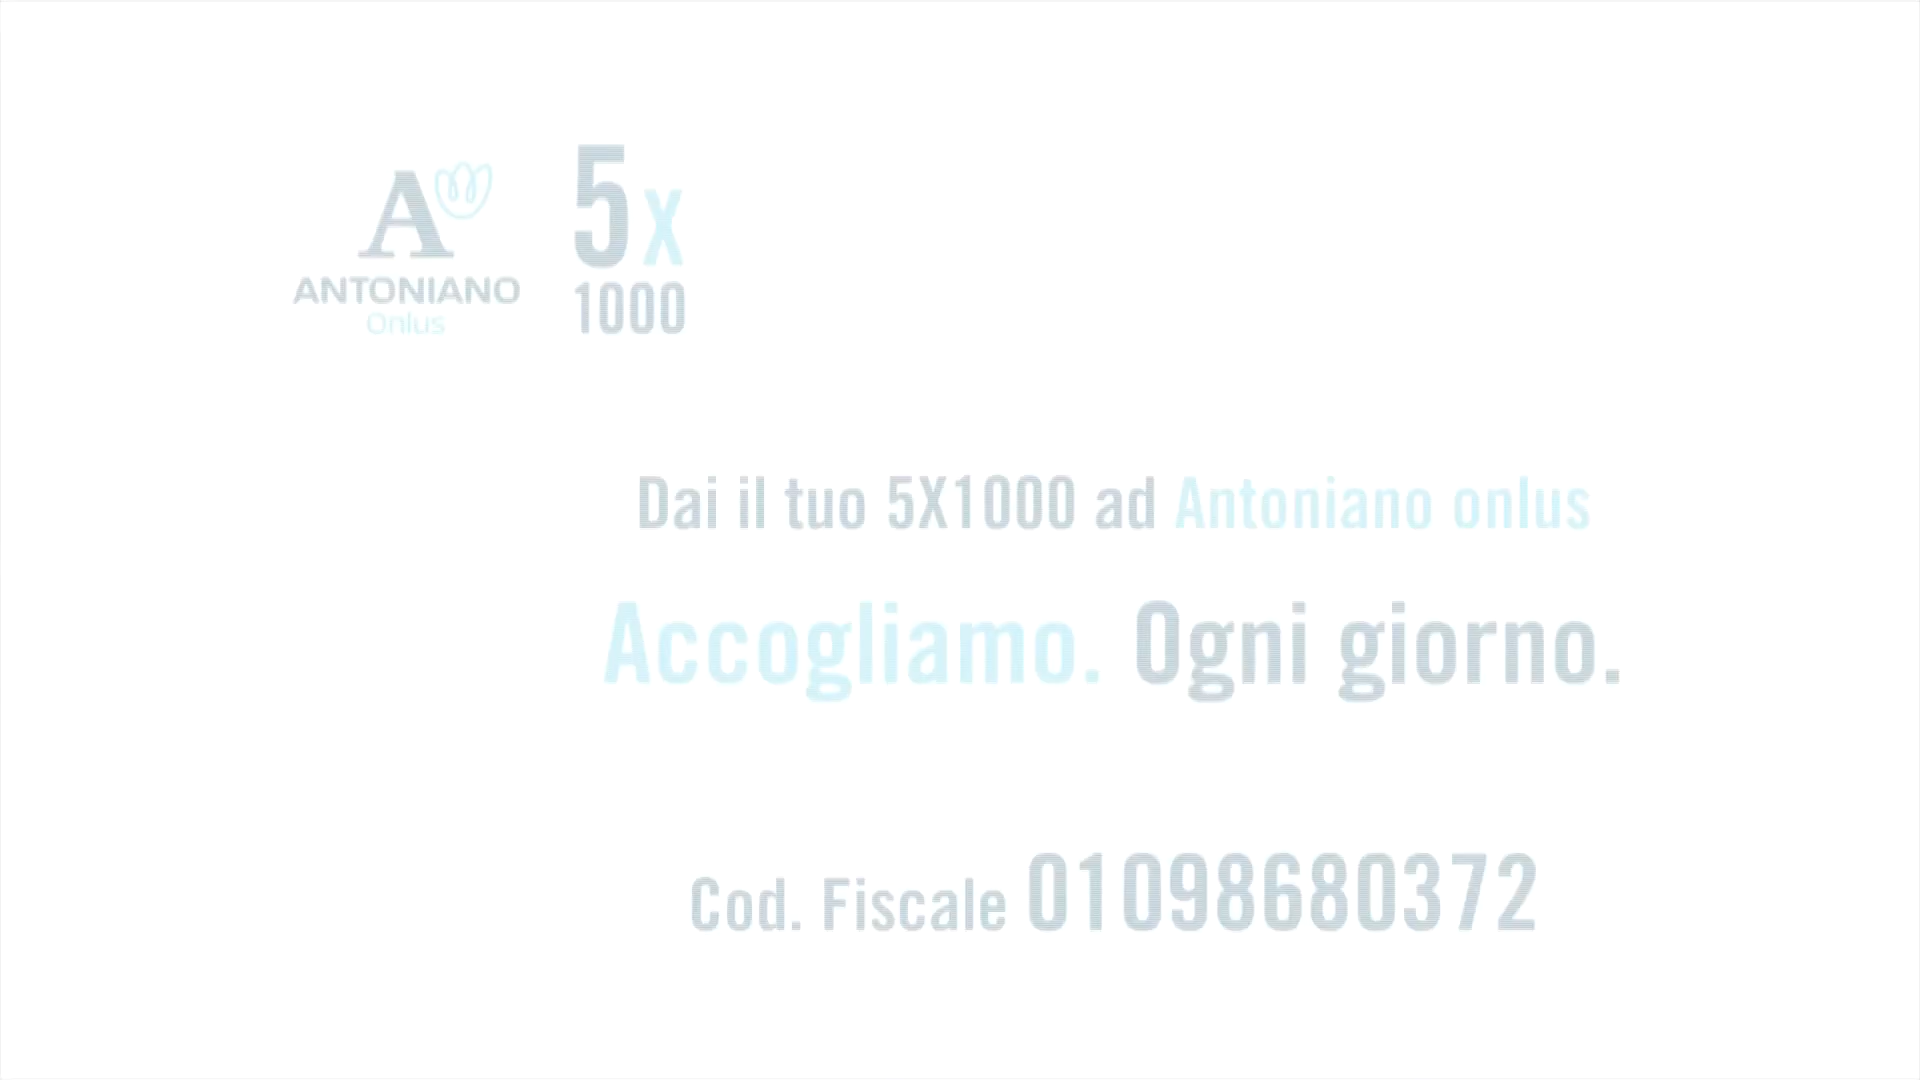 A
ANTONIANO
Onlus
5x
1000
Dai il tuo 5X1000 ad Antoniano onlus
Accogliamo. Ogni giorno.
Cod. Fiscale 01098680372